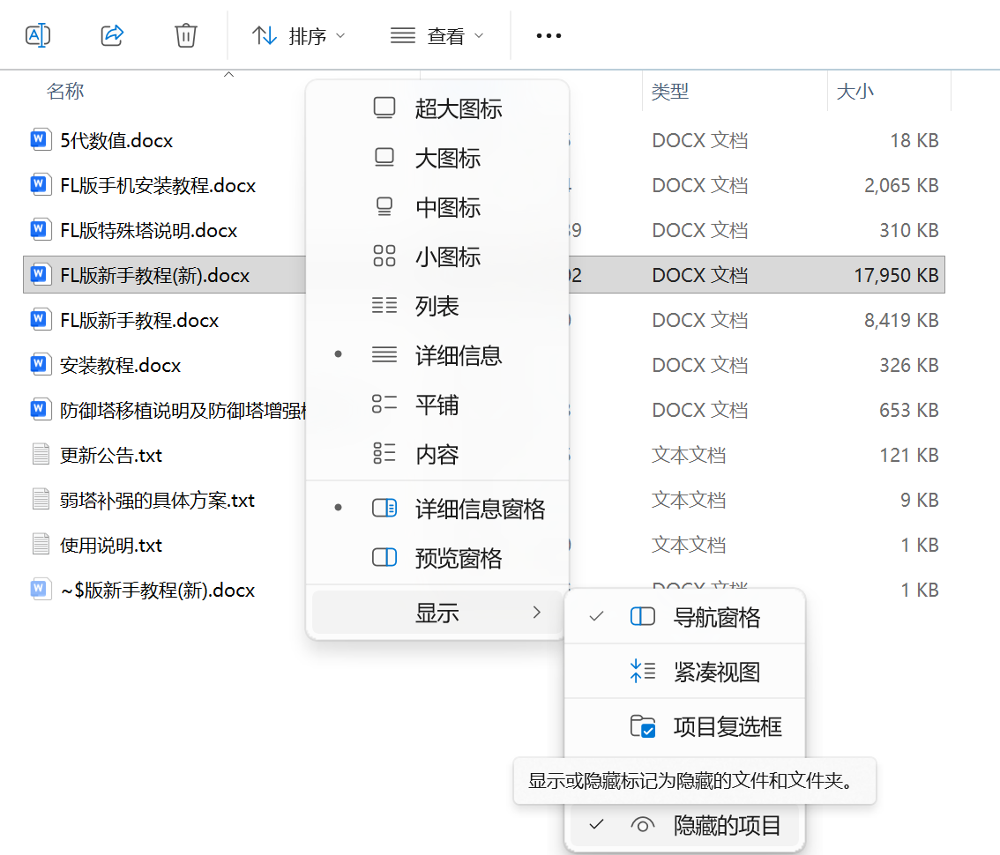 排序
查看
名称
类型
大小
5代数值.docx
DOCX 文档
18 KB
FL版手机安装教程.docx
DOCX 文档
2,065 KB
FL版特殊塔说明.docx
39
DOCX 文档
310 KB
FL版新手教程(新).docx
02
DOCX 文档
17,950 KB
FL版新手教程.docx
DOCX 文档
8,419 KB
安装教程.docx
DOCX 文档
326 KB
防御塔移植说明及防御塔增强
DOCX 文档
653 KB
更新公告.txt
文本文档
121 KB
弱塔补强的具体方案.txt
文本文档
9 KB
使用说明.txt
文本文档
1 KB
~$版新手教程(新).docx
DOCX 文档
1 KB
超大图标
大图标
中图标
小图标
列表
详细信息
平铺
内容
详细信息窗格
预览窗格
显示
导航窗格
紧凑视图
项目复选框
显示或隐藏标记为隐藏的文件和文件夹。
隐藏的项目